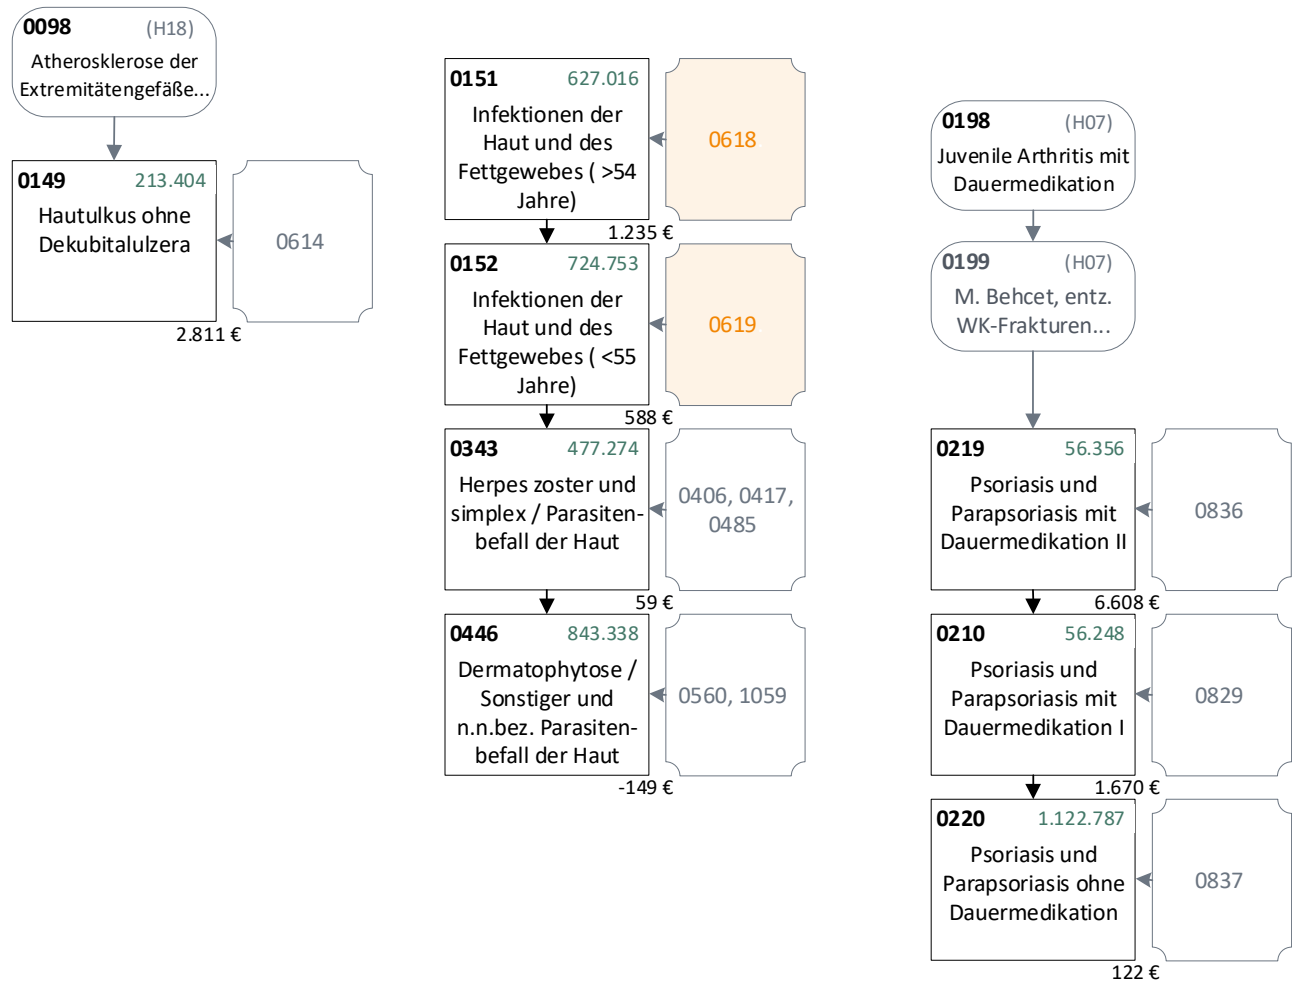 0098 (H18)
Atherosklerose der
Extremitätengefäße...
0149 213.404
Hautulkus ohne
Dekubitalulzera
0614
2.811 €
0151 627.016
Infektionen der
Haut und des
Fettgewebes ( >54
Jahre)
0618
1.235 €
0152 724.753
Infektionen der
Haut und des
Fettgewebes ( <55
Jahre)
0619
588 €
0343 477.274
Herpes zoster und
simplex / Parasiten-
befall der Haut
0406, 0417,
0485
59 €
0446 843.338
Dermatophytose /
Sonstiger und
n.n.bez. Parasiten-
befall der Haut
0560, 1059
-149 €
0198 (H07)
Juvenile Arthritis mit
Dauermedikation
0199 (H07)
M. Behcet, entz.
WK-Frakturen...
0219 56.356
Psoriasis und
Parapsoriasis mit
Dauermedikation II
0836
6.608 €
0210 56.248
Psoriasis und
Parapsoriasis mit
Dauermedikation I
0829
1.670 €
0220 1.122.787
Psoriasis und
Parapsoriasis ohne
Dauermedikation
0837
122 €